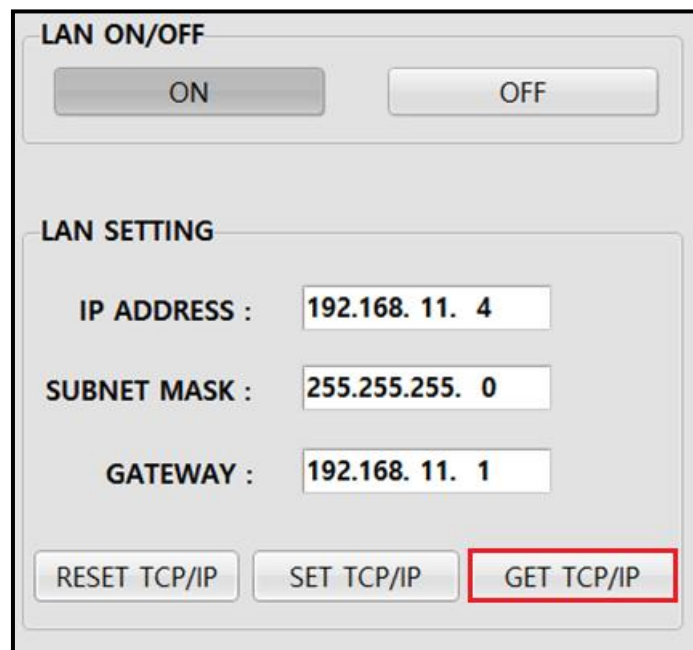 LAN ON/OFF
ON OFF
LAN SETTING
IP ADDRESS : 192.168. 11. 4
SUBNET MASK : 255.255.255. 0
GATEWAY : 192.168. 11. 1
RESET TCP/IP SET TCP/IP GET TCP/IP